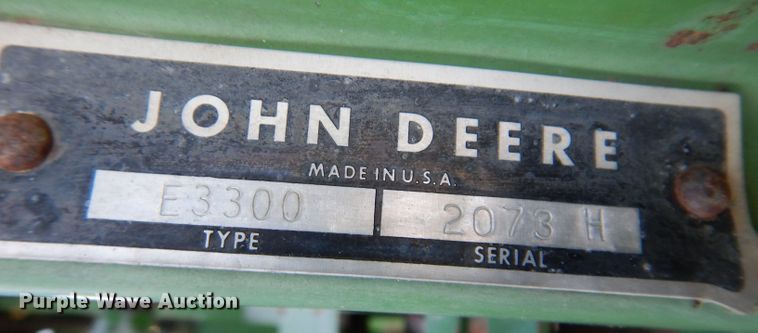 JOHN DEERE
MADE IN U.S.A.
E3300 2073 H
TYPE SERIAL
Purple Wave Auction